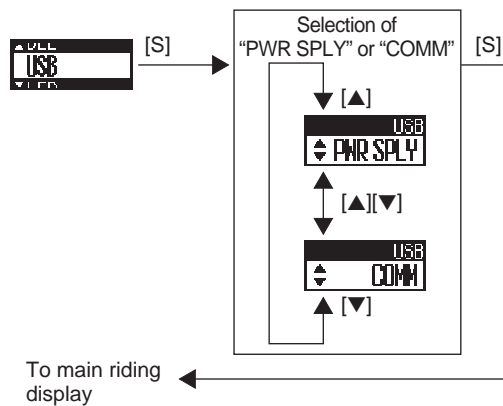 Selection of
“PWR SPLY” or “COMM”
[S]
[S]
USB
[▲]
USB
PWR SPLY
[▲][▼]
USB
COMM
[▼]
To main riding
display